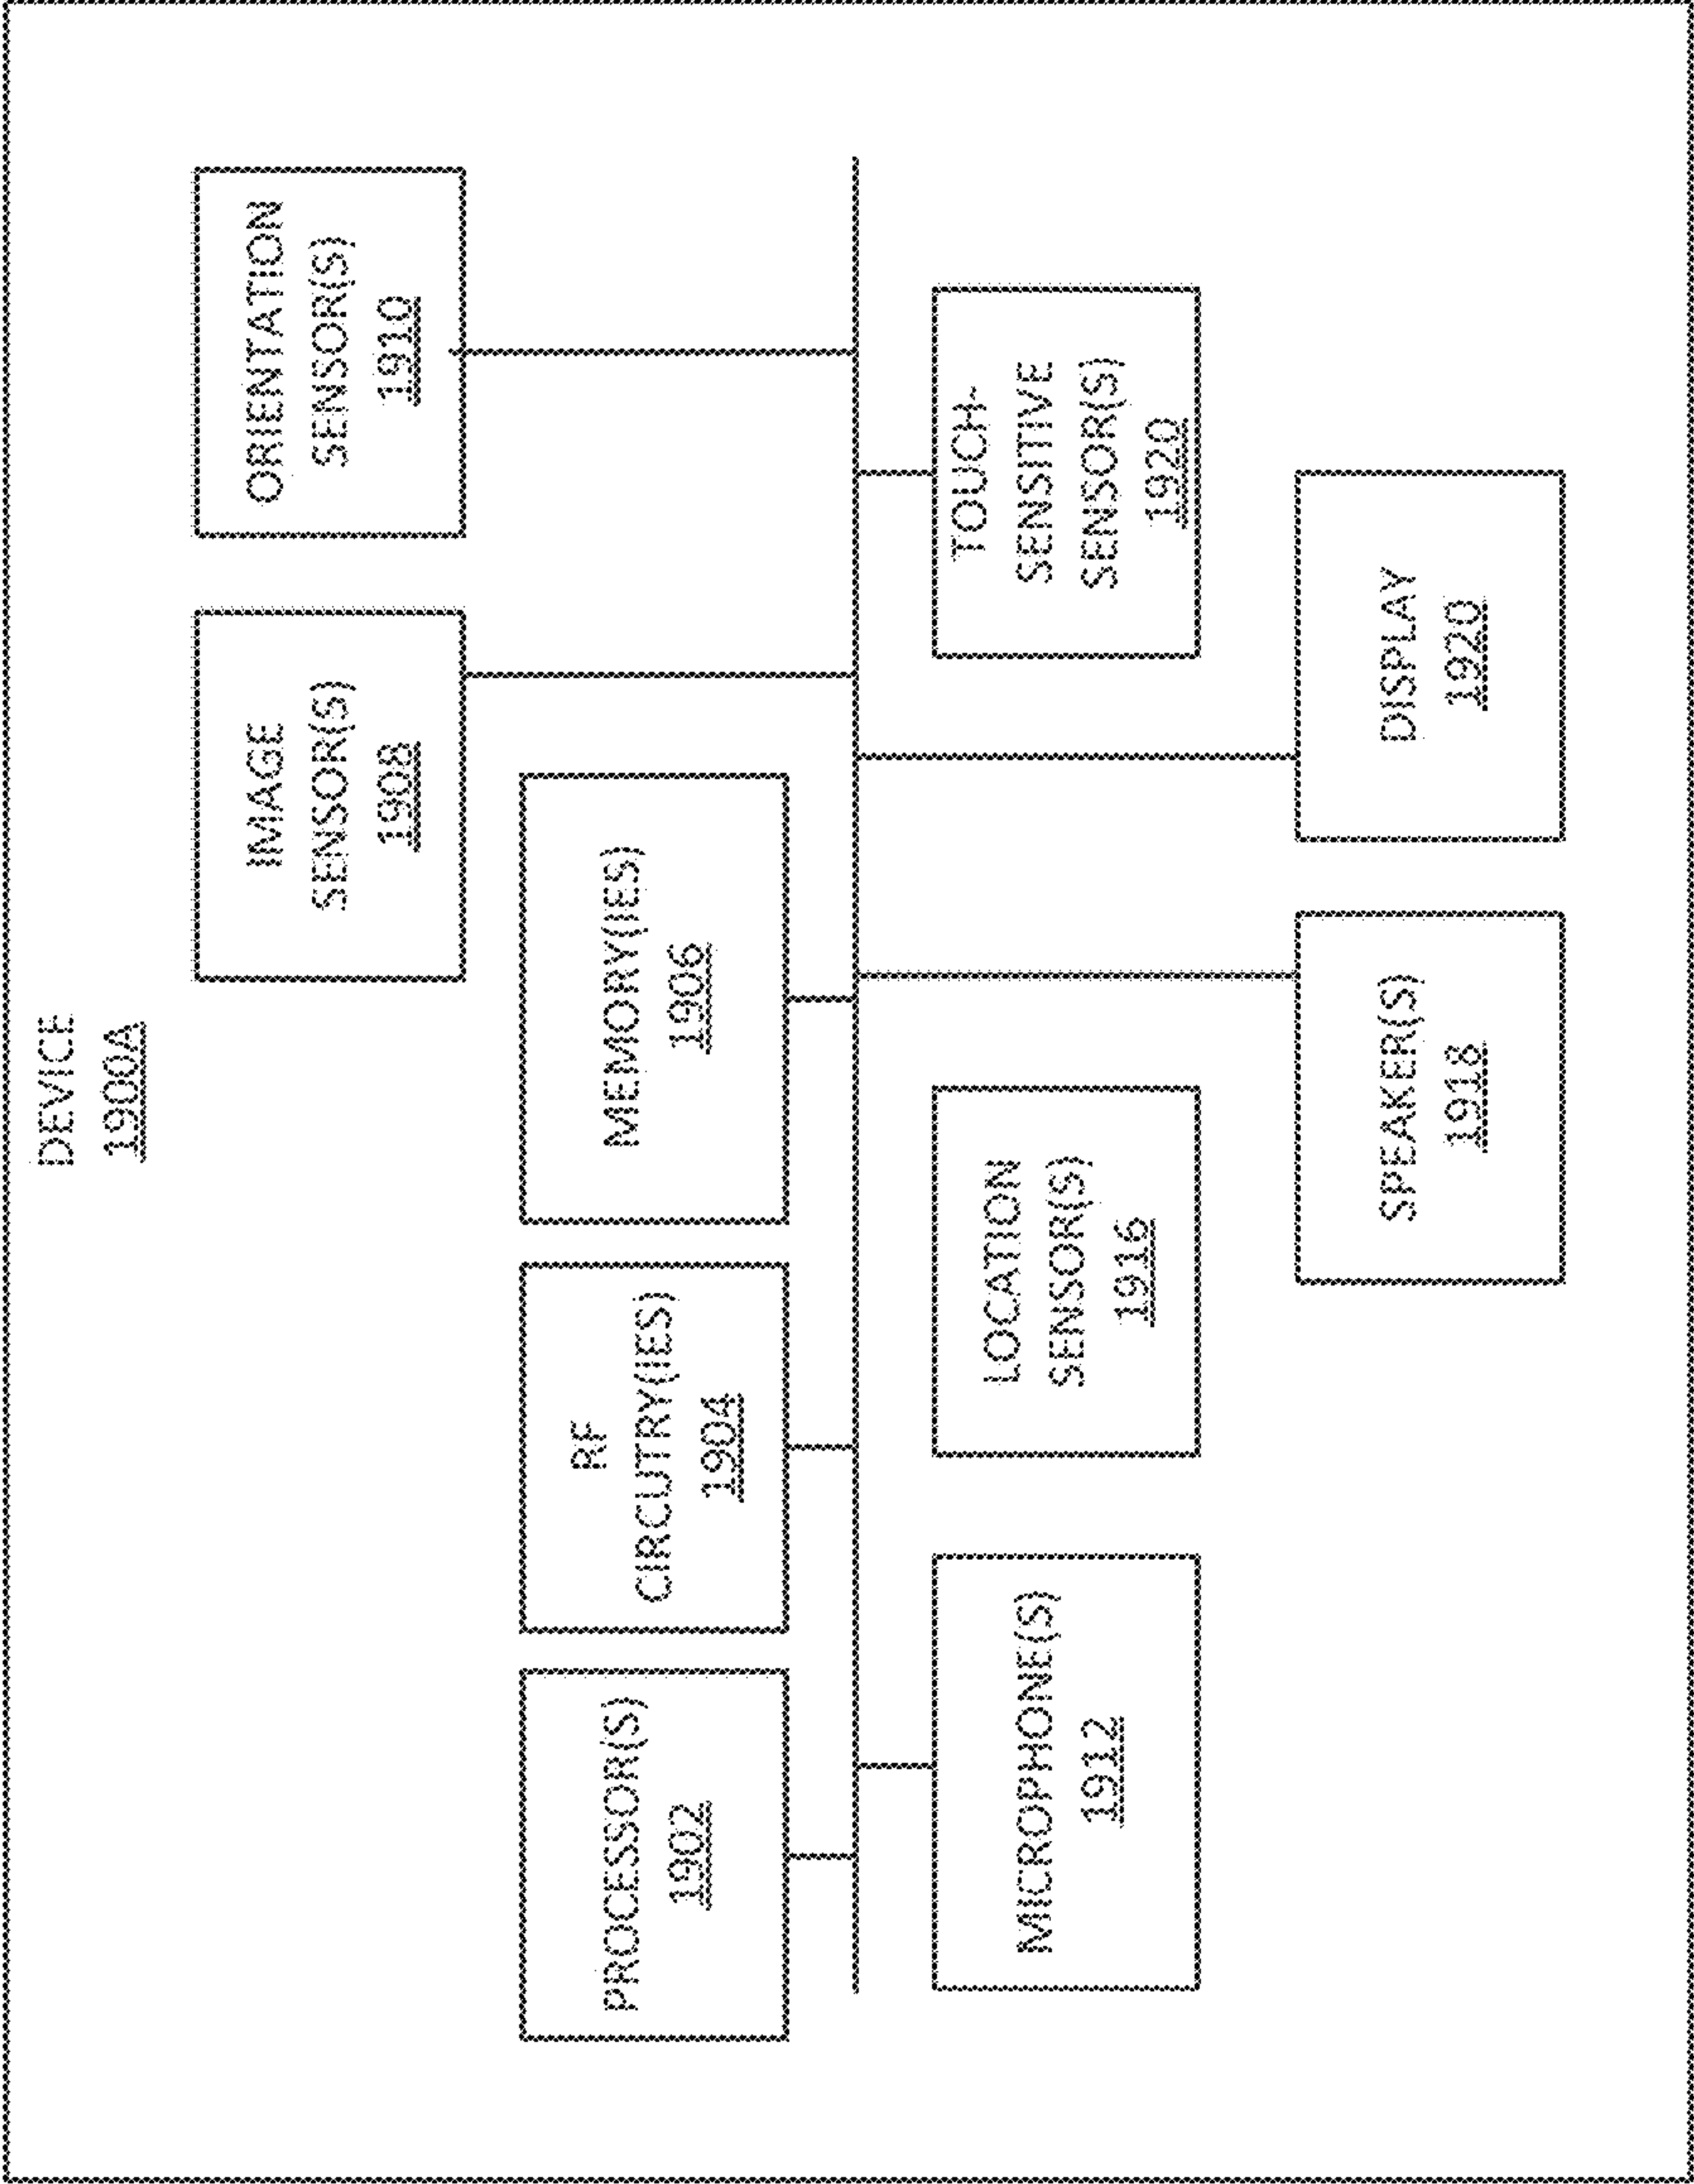 DEVICE
1900A
IMAGE
SENSOR(S)
1908
ORIENTATION
SENSOR(S)
1910
PROCESSOR(S)
1902
RF
CIRCUTRY(IES)
1904
MEMORY(IES)
1906
MICROPHONE(S)
1912
LOCATION
SENSOR(S)
1916
TOUCH-
SENSITIVE
SENSOR(S)
1920
SPEAKER(S)
1918
DISPLAY
1920